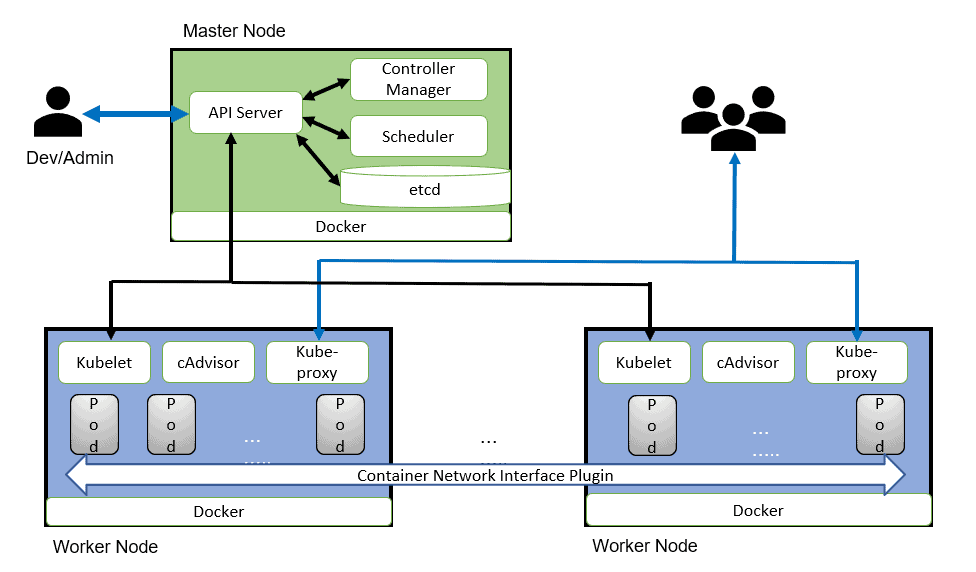 Master Node
Controller
Manager
API Server
Scheduler
etcd
Docker
Dev/Admin
Kubelet
cAdvisor
Kube-
proxy
P
o
d
P
o
d
...
.....
P
o
d
...
.....
Kubelet
cAdvisor
Kube-
proxy
P
o
d
...
.....
P
o
d
Container Network Interface Plugin
Docker
Docker
Worker Node
Worker Node